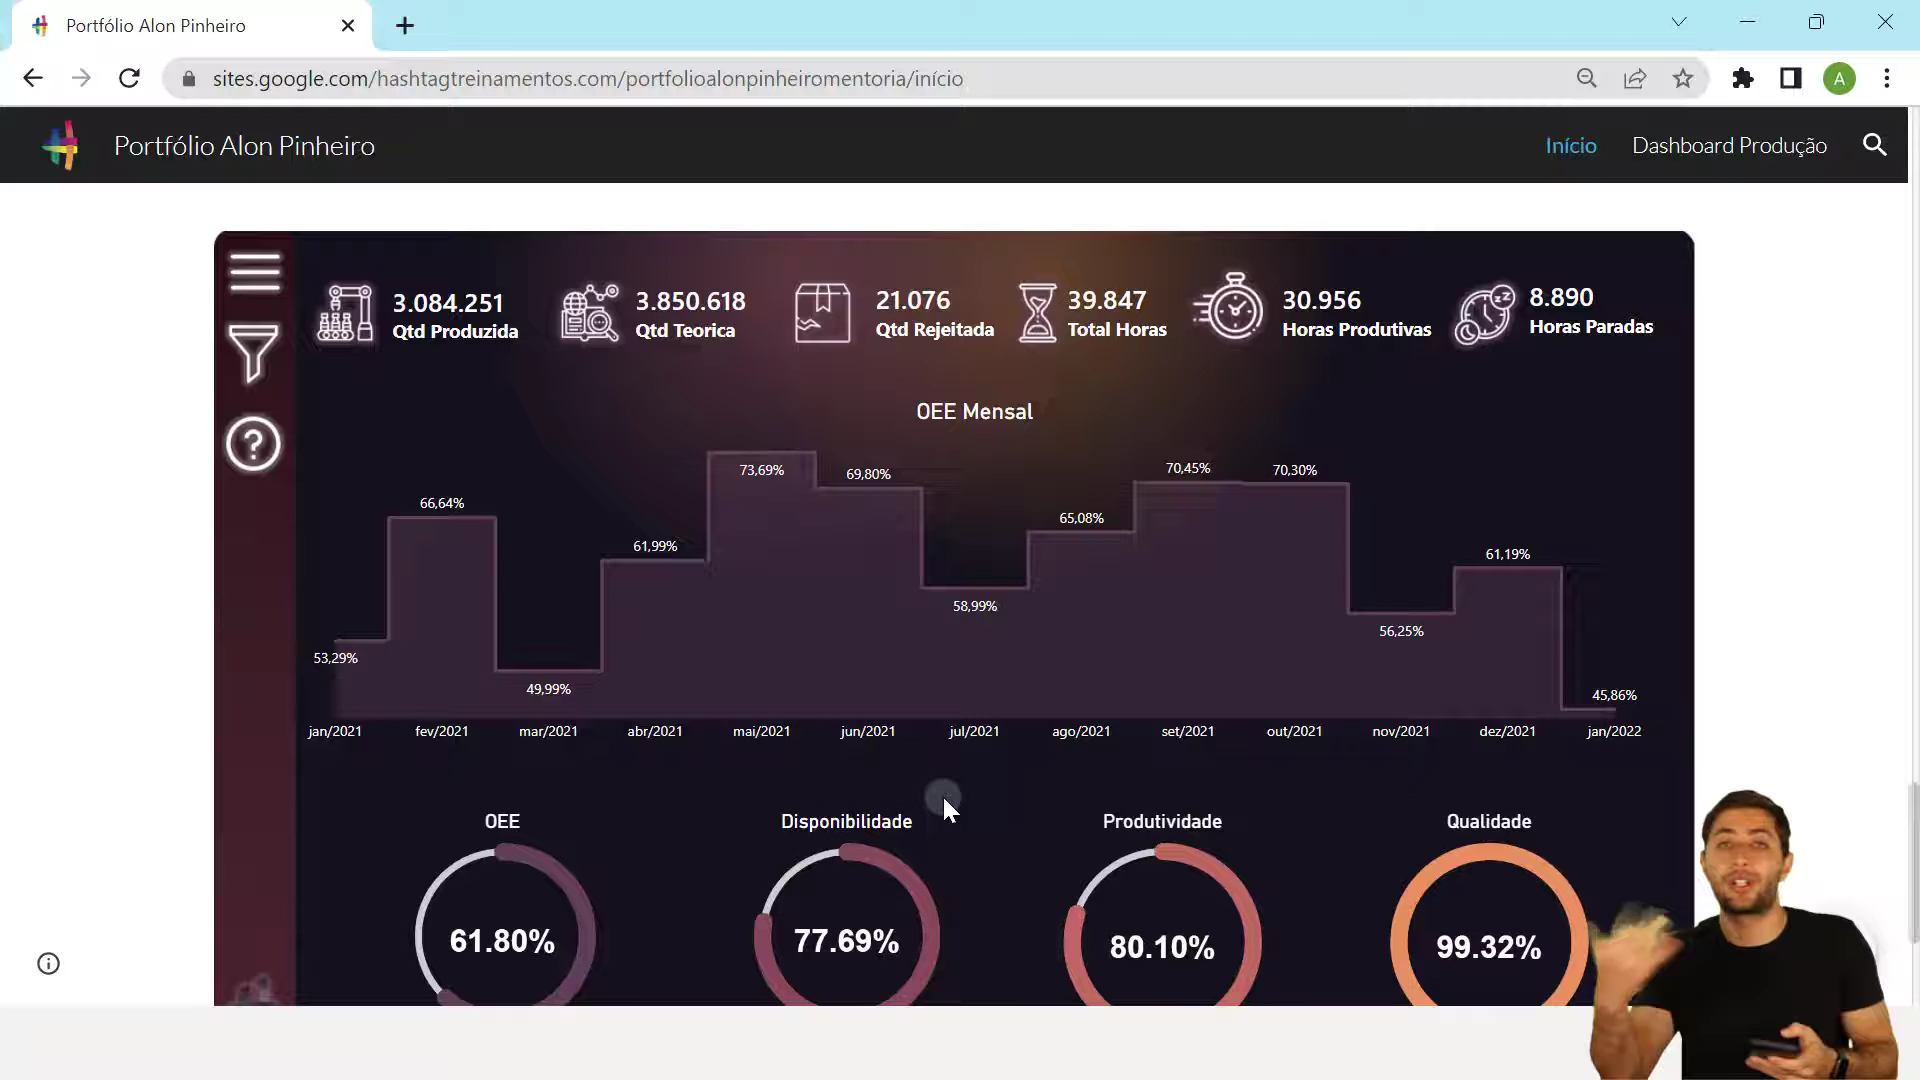 Portfólio Alon Pinheiro
sites.google.com/hashtagtreinamentos.com/portfolioalonpinheiromentoria/início
A
Portfólio Alon Pinheiro
Início
Dashboard Produção
3.084.251
Qtd Produzida
3.850.618
Qtd Teorica
21.076
Qtd Rejeitada
39.847
Total Horas
30.956
Horas Produtivas
8.890
Horas Paradas
?
OEE Mensal
53,29%
66,64%
49,99%
61,99%
73,69%
69,80%
58,99%
65,08%
70,45%
70,30%
56,25%
61,19%
45,86%
jan/2021
fev/2021
mar/2021
abr/2021
mai/2021
jun/2021
jul/2021
ago/2021
set/2021
out/2021
nov/2021
dez/2021
jan/2022
OEE
Disponibilidade
Produtividade
Qualidade
61.80%
77.69%
80.10%
99.32%